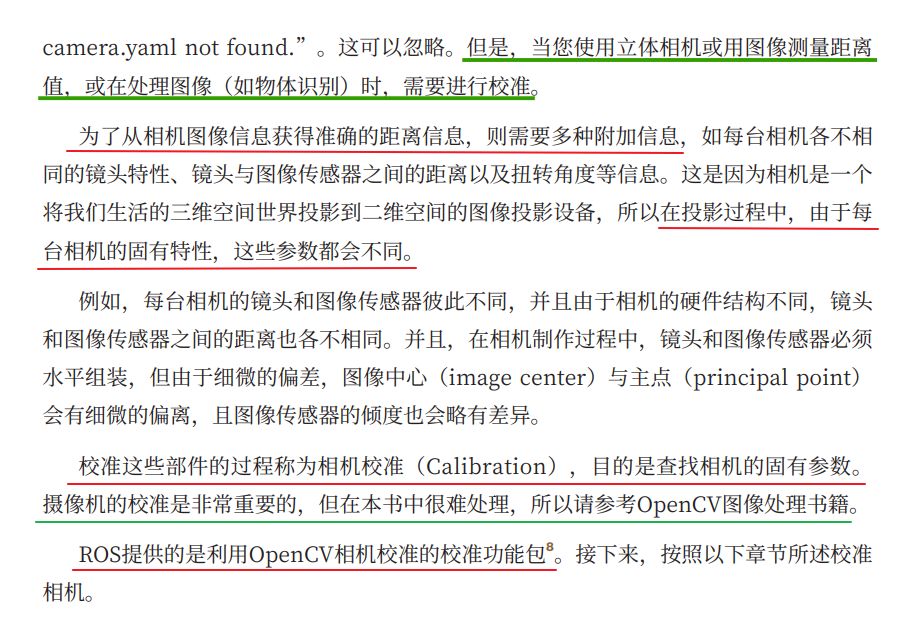 camera.yaml not found.”。这可以忽略。但是，当您使用立体相机或用图像测量距离
值，或在处理图像（如物体识别）时，需要进行校准。
为了从相机图像信息获得准确的距离信息，则需要多种附加信息，如每台相机各不相
同的镜头特性、镜头与图像传感器之间的距离以及扭转角度等信息。这是因为相机是一个
将我们生活的三维空间世界投影到二维空间的图像投影设备，所以在投影过程中，由于每
台相机的固有特性，这些参数都会不同。
例如，每台相机的镜头和图像传感器彼此不同，并且由于相机的硬件结构不同，镜头
和图像传感器之间的距离也各不相同。并且，在相机制作过程中，镜头和图像传感器必须
水平组装，但由于细微的偏差，图像中心（image center）与主点（principal point）
会有细微的偏离，且图像传感器的倾度也会略有差异。
校准这些部件的过程称为相机校准（Calibration），目的是查找相机的固有参数。
摄像机的校准是非常重要的，但在本书中很难处理，所以请参考OpenCV图像处理书籍。
ROS提供的是利用OpenCV相机校准的校准功能包8。接下来，按照以下章节所述校准
相机。